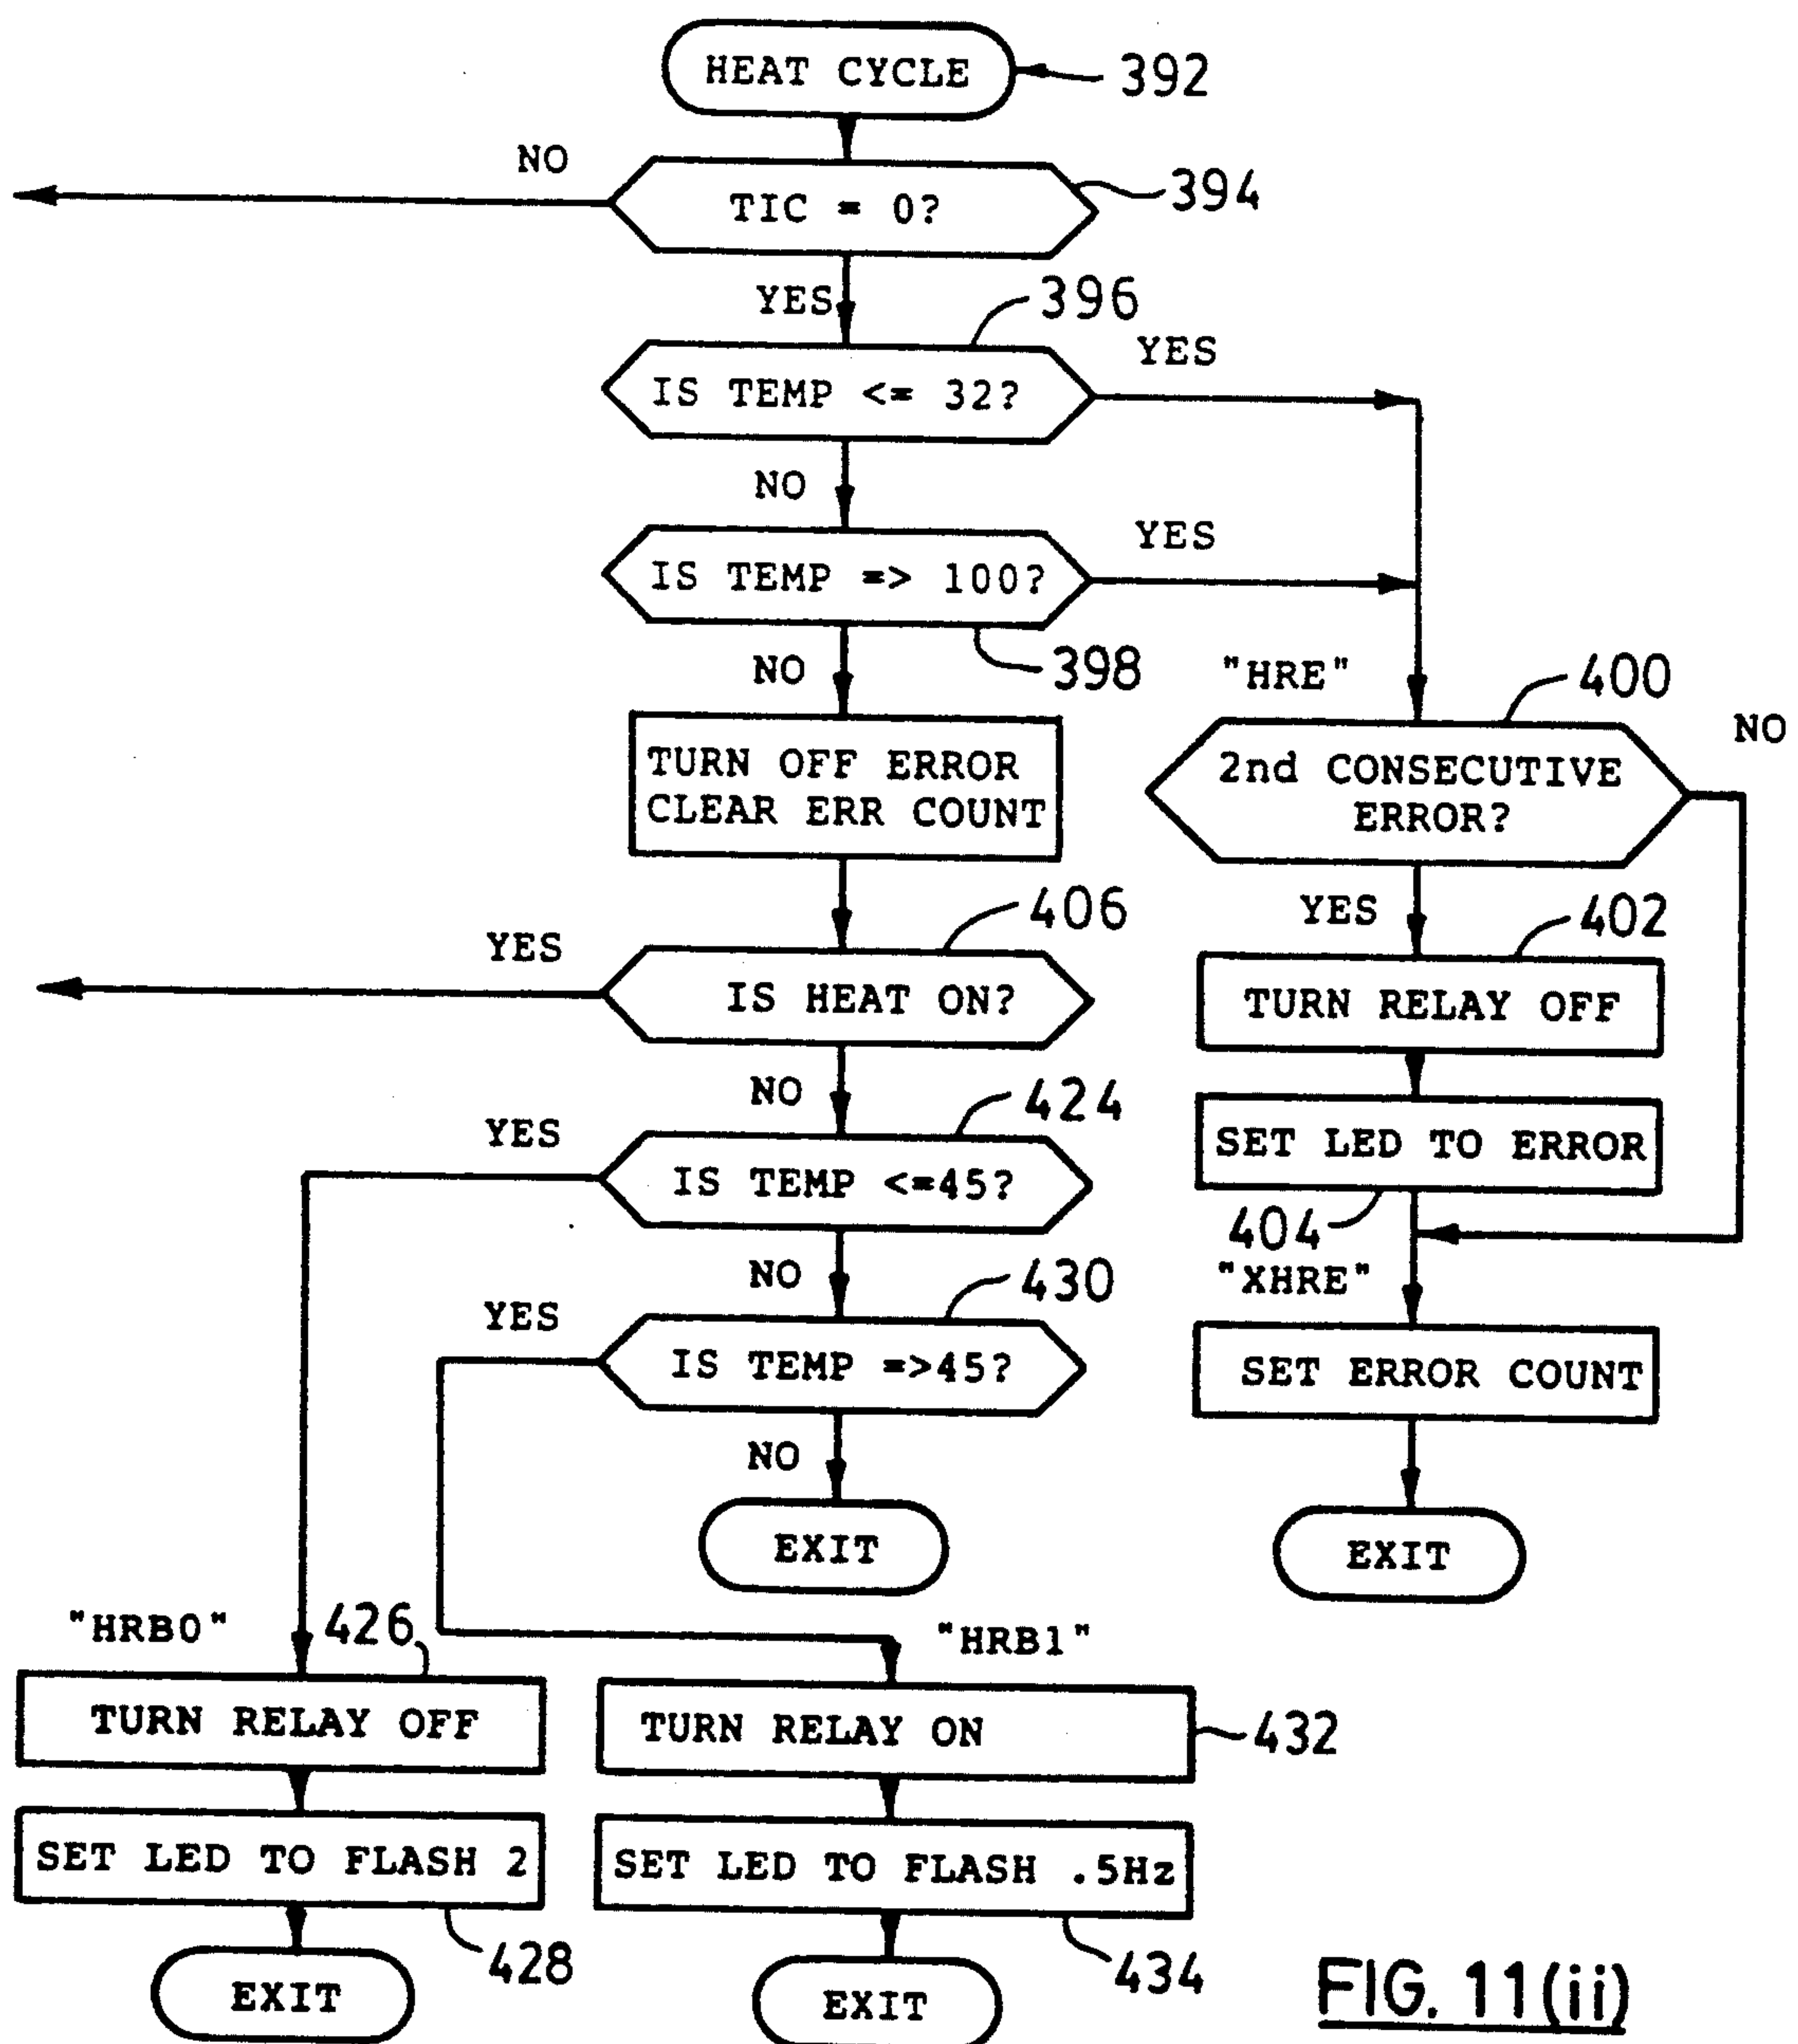 HEAT CYCLE
392
NO
TIC = 0?
394
YES
396
IS TEMP <= 32?
YES
NO
IS TEMP => 100?
YES
398
NO
"HRE"
400
NO
TURN OFF ERROR
CLEAR ERR COUNT
2nd CONSECUTIVE
ERROR?
406
YES
402
YES
IS HEAT ON?
TURN RELAY OFF
NO
424
YES
IS TEMP <=45?
SET LED TO ERROR
404
"XHRE"
NO
430
YES
IS TEMP =>45?
SET ERROR COUNT
NO
EXIT
EXIT
"HRB0"
426
"HRB1"
TURN RELAY OFF
TURN RELAY ON
432
SET LED TO FLASH 2
SET LED TO FLASH .5Hz
428
434
EXIT
EXIT
FIG. 11(ii)